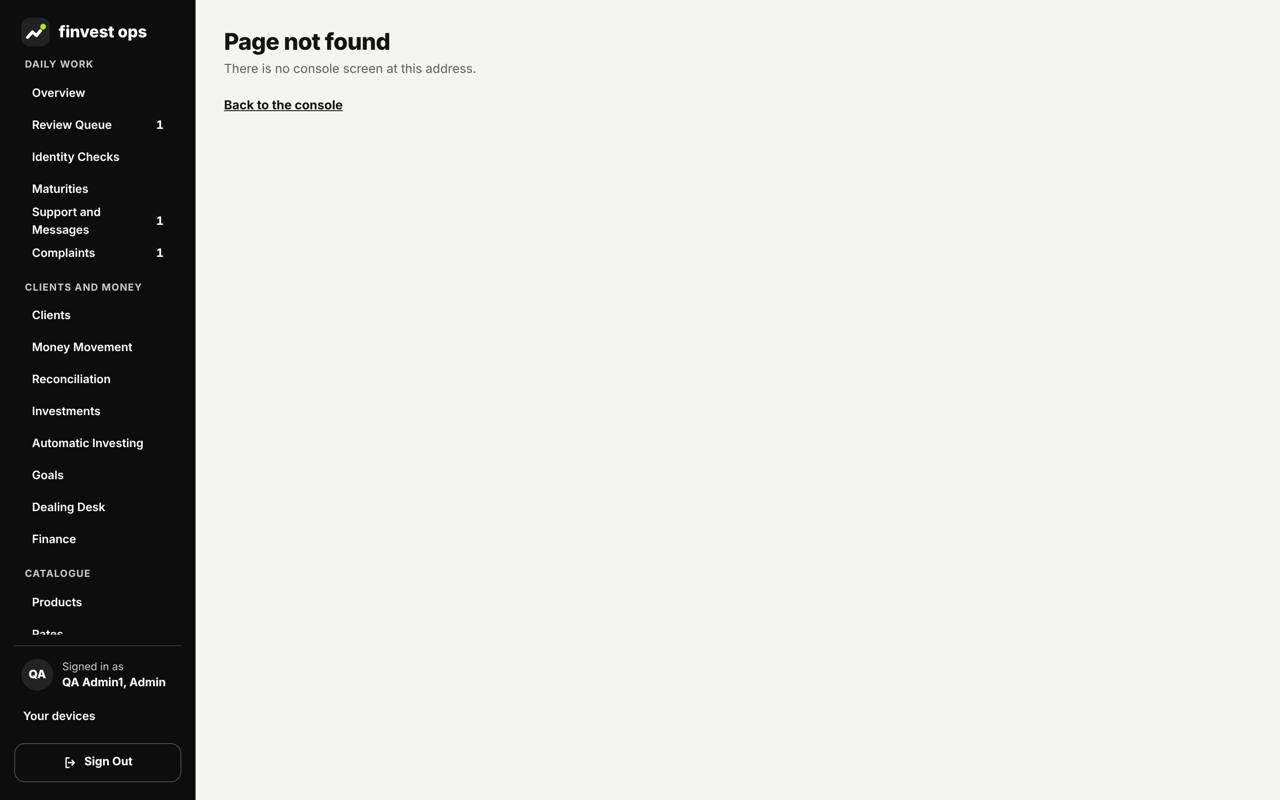 finvest ops
DAILY WORK
Overview
Review Queue 1
Identity Checks
Maturities
Support and
Messages 1
Complaints 1
CLIENTS AND MONEY
Clients
Money Movement
Reconciliation
Investments
Automatic Investing
Goals
Dealing Desk
Finance
CATALOGUE
Products
Rates
QA
Signed in as
QA Admin1, Admin
Your devices
Sign Out
Page not found
There is no console screen at this address.
Back to the console